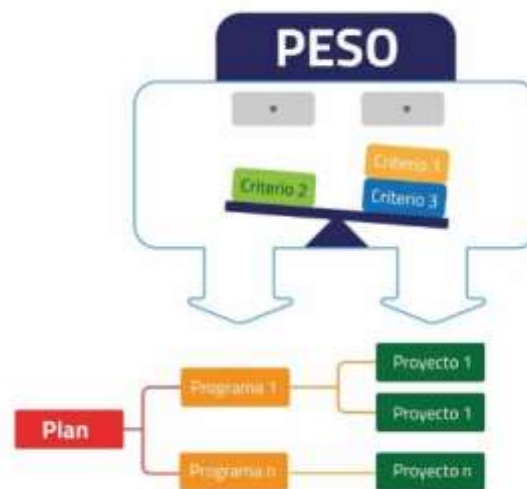 PESO
Criterio 1
Criterio 2
Criterio 3
Proyecto 1
Programa 1
Proyecto 1
Plan
Programa n
Proyecto n